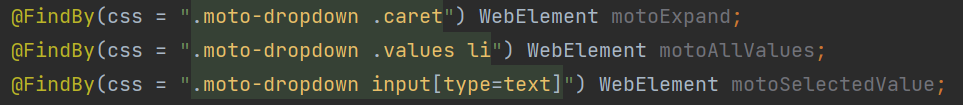 @FindBy(css = ".moto-dropdown .caret") WebElement motoExpand;
@FindBy(css = ".moto-dropdown .values li") WebElement motoAllValues;
@FindBy(css = ".moto-dropdown input[type=text]") WebElement motoSelectedValue;